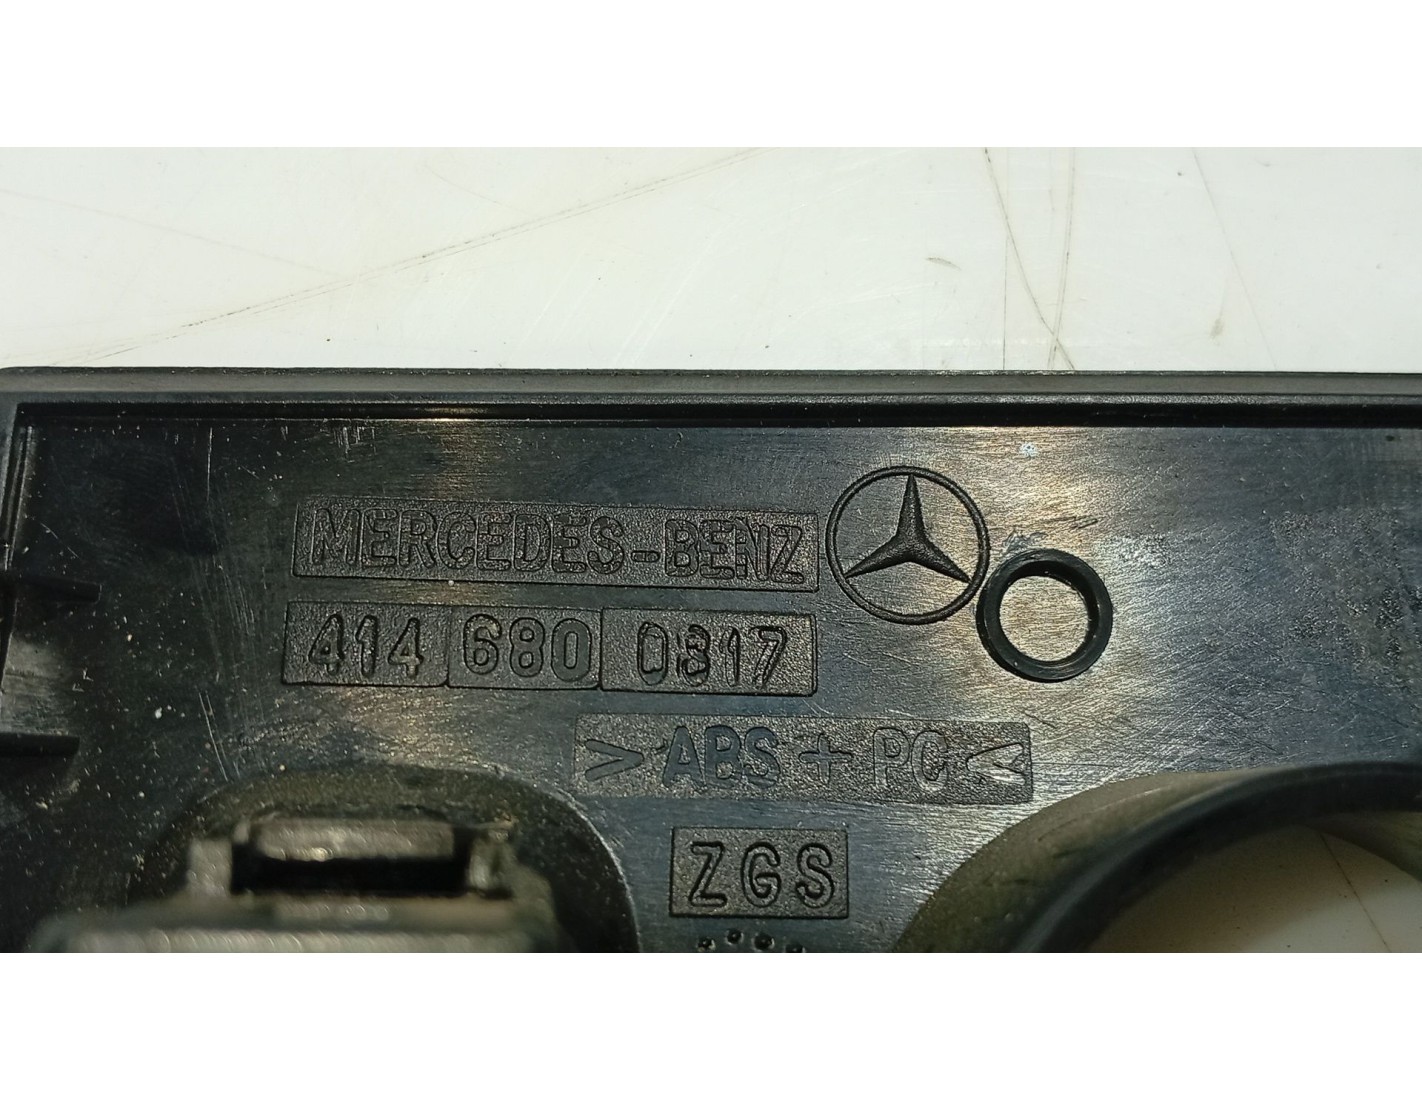 MERCEDES-BENZ
414 680 0317
> ABS + PC <
ZGS